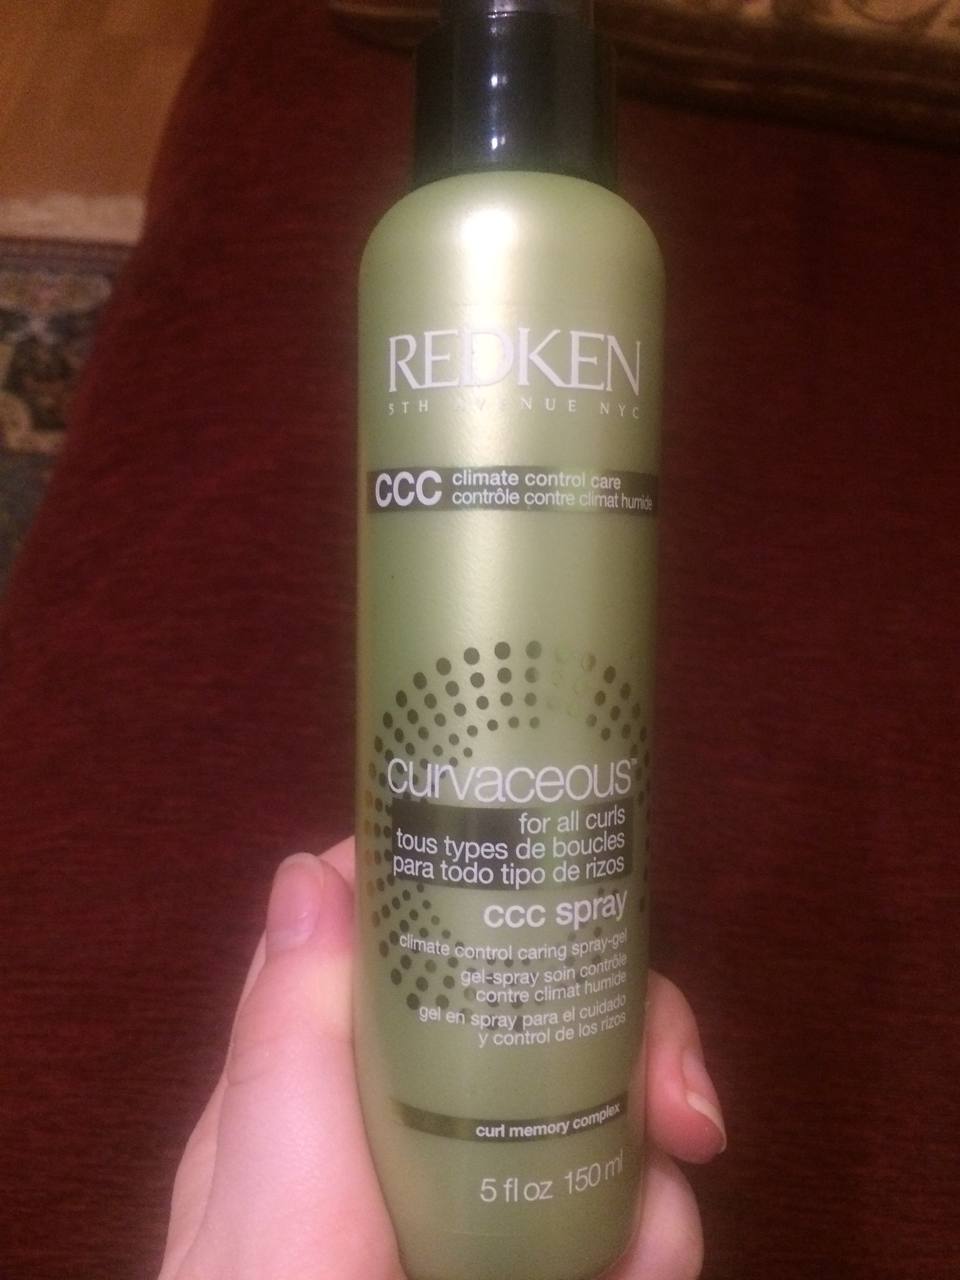 REDKEN
5TH AVENUE NYC
CCC climate control care
contrôle contre climat humide
curvaceous™
for all curls
tous types de boucles
para todo tipo de rizos
ccc spray
climate control caring spray-gel
gel-spray soin contrôle
contre climat humide
gel en spray para el cuidado
y control de los rizos
curl memory complex
5 fl oz 150 ml